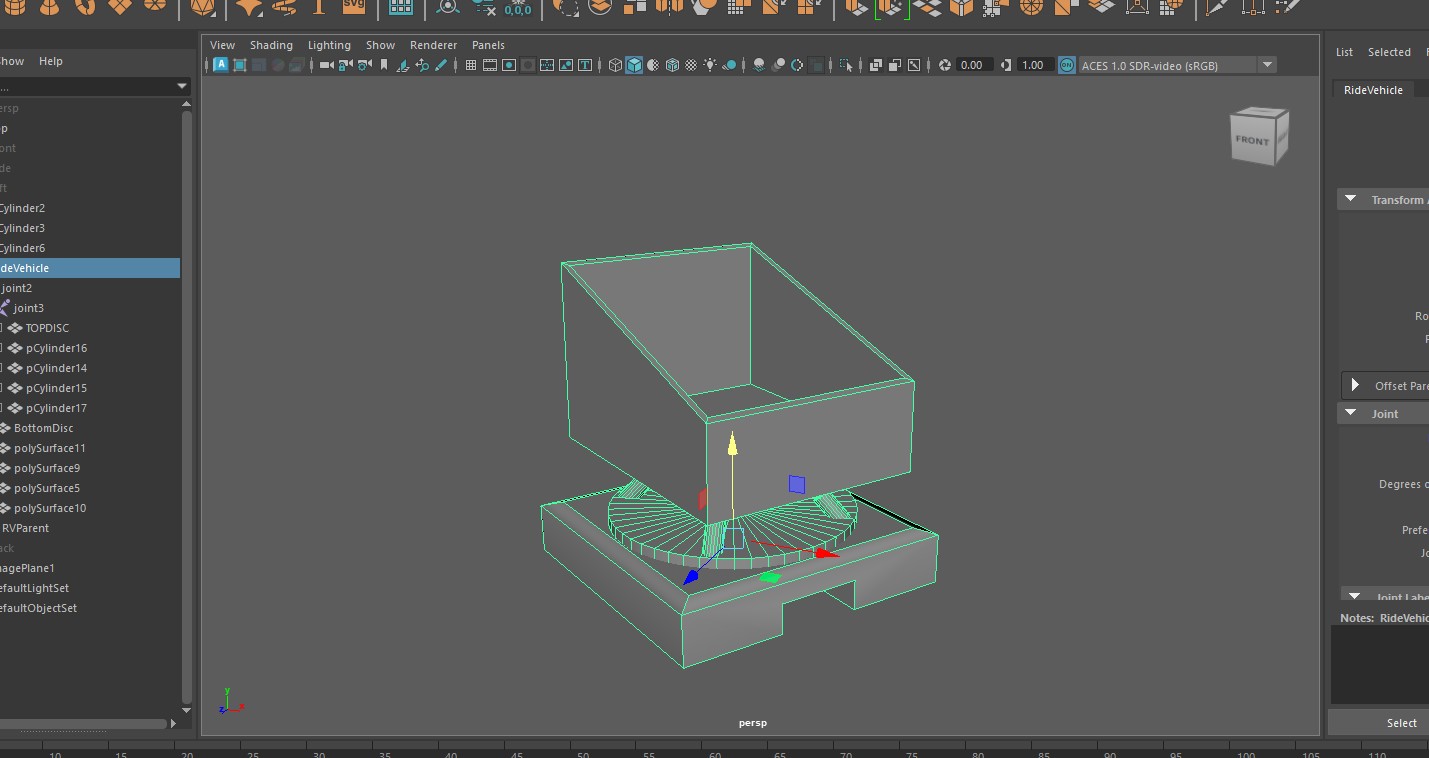 SVG
0,0,0
how Help
View Shading Lighting Show Renderer Panels
List Selected
A T 0.00 1.00 ON ACES 1.0 SDR-video (sRGB)
...
RideVehicle
ersp
op
ont
de
ft
FRONT
Cylinder2
Cylinder3
Cylinder6
deVehicle
joint2
joint3
TOPDISC
pCylinder16
pCylinder14
pCylinder15
pCylinder17
BottomDisc
polySurface11
polySurface9
polySurface5
polySurface10
RVParent
ack
magePlane1
efaultLightSet
efaultObjectSet
Transform A
Ro
R
Offset Pare
Joint
Degrees o
Prefe
Jo
Joint Labe
Notes: RideVehic
Select
y
z x
persp
10 15 20 25 30 35 40 45 50 55 60 65 70 75 80 85 90 95 100 105 110